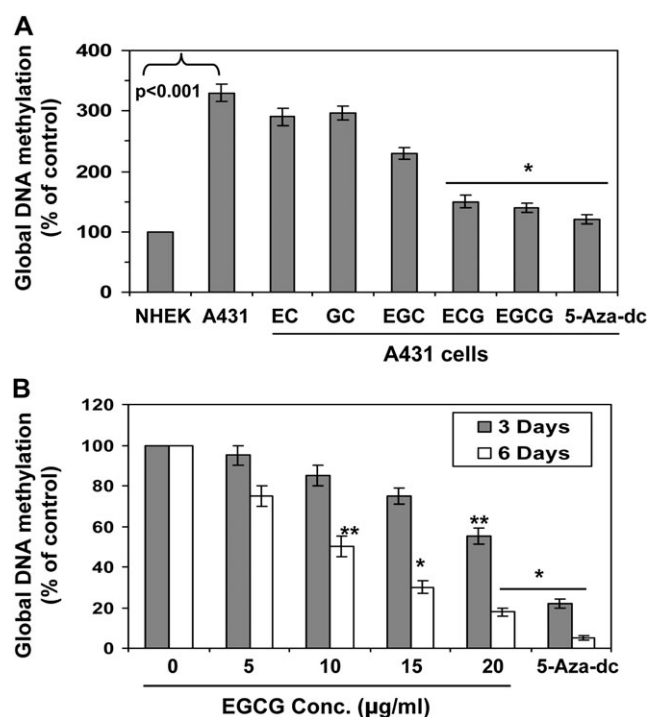 A
Global DNA methylation
(% of control)
400
300
200
100
0
p<0.001
*
NHEK A431 EC GC EGC ECG EGCG 5-Aza-dc
A431 cells
B
Global DNA methylation
(% of control)
120
100
80
60
40
20
0
3 Days
6 Days
**
*
**
*
0 5 10 15 20 5-Aza-dc
EGCG Conc. (µg/ml)